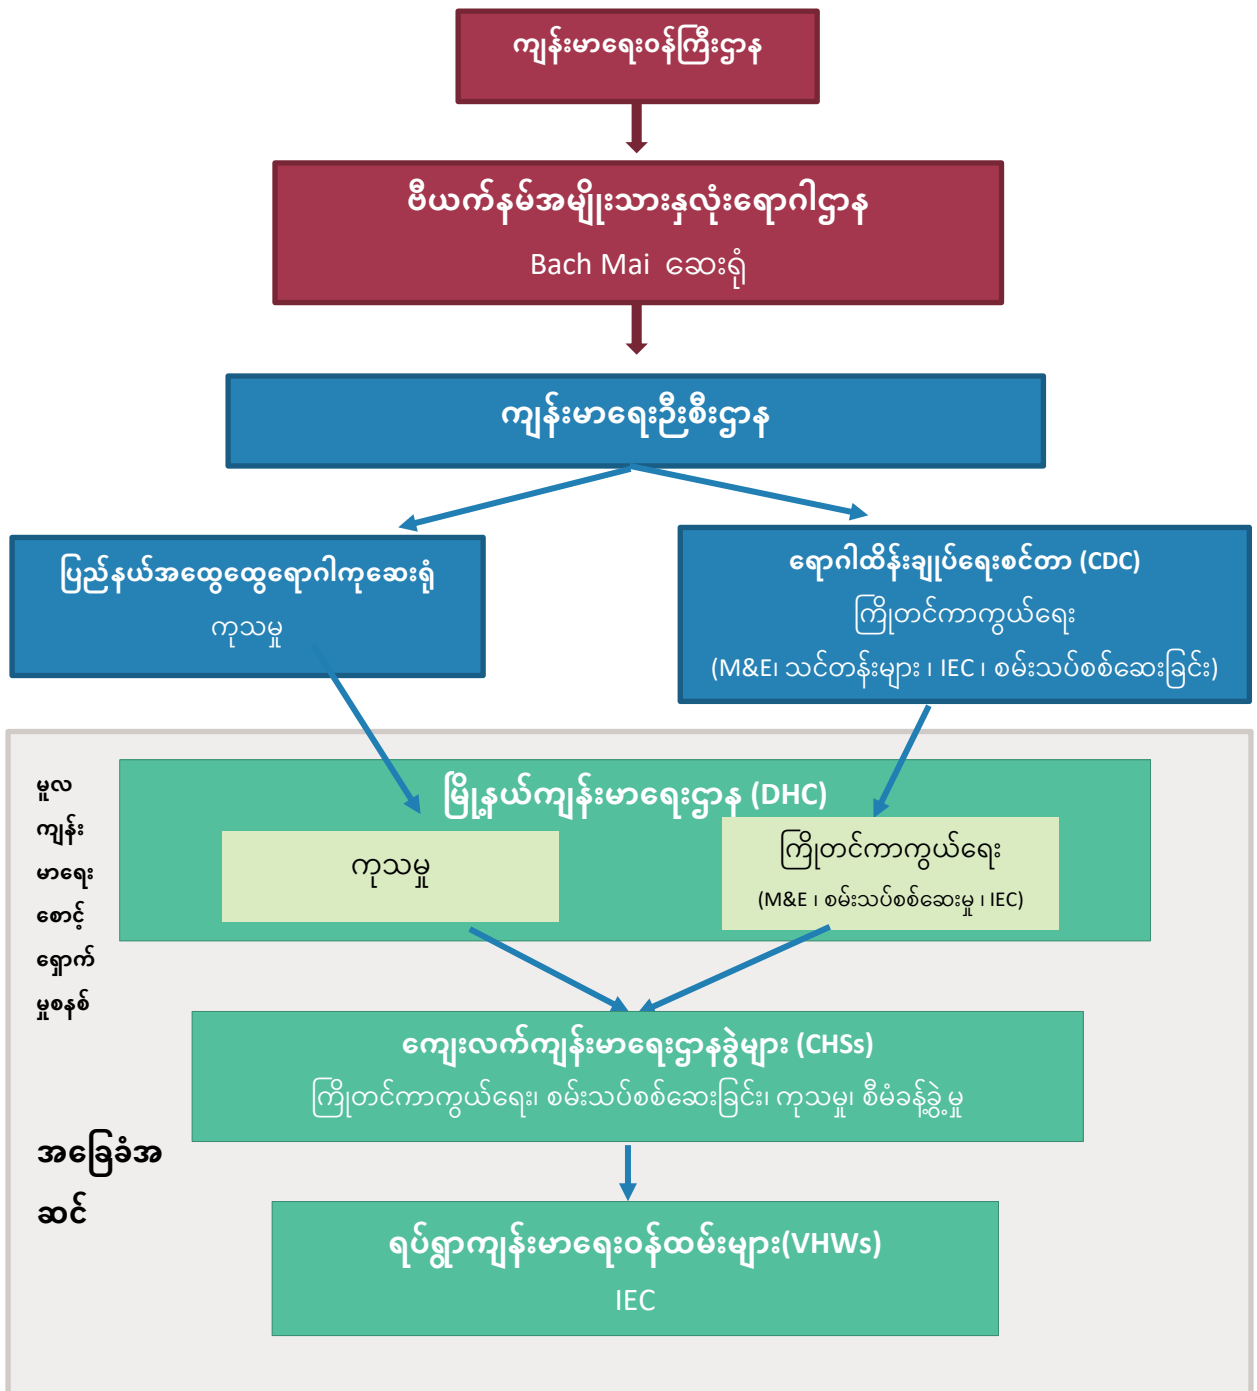 ကျန်းမာရေးဝန်ကြီးဌာန
ဗီယက်နမ်အမျိုးသားနှလုံးရောဂါဌာန
Bach Mai ဆေးရုံ
ကျန်းမာရေးဦးစီးဌာန
ပြည်နယ်အထွေထွေရောဂါကုဆေးရုံ
ကုသမှု
ရောဂါထိန်းချုပ်ရေးစင်တာ (CDC)
ကြိုတင်ကာကွယ်ရေး
(M&E၊ သင်တန်းများ ၊ IEC ၊ စမ်းသပ်စစ်ဆေးခြင်း)
မူလ
ကျန်း
မာရေး
စောင့်
ရှောက်
မှုစနစ်
မြို့နယ်ကျန်းမာရေးဌာန (DHC)
ကုသမှု
ကြိုတင်ကာကွယ်ရေး
(M&E ၊ စမ်းသပ်စစ်ဆေးမှု ၊ IEC)
ကျေးလက်ကျန်းမာရေးဌာနခွဲများ (CHSs)
ကြိုတင်ကာကွယ်ရေး၊ စမ်းသပ်စစ်ဆေးခြင်း၊ ကုသမှု၊ စီမံခန့်ခွဲမှု
အခြေခံအ
ဆင့်
ရပ်ရွာကျန်းမာရေးဝန်ထမ်းများ(VHWs)
IEC